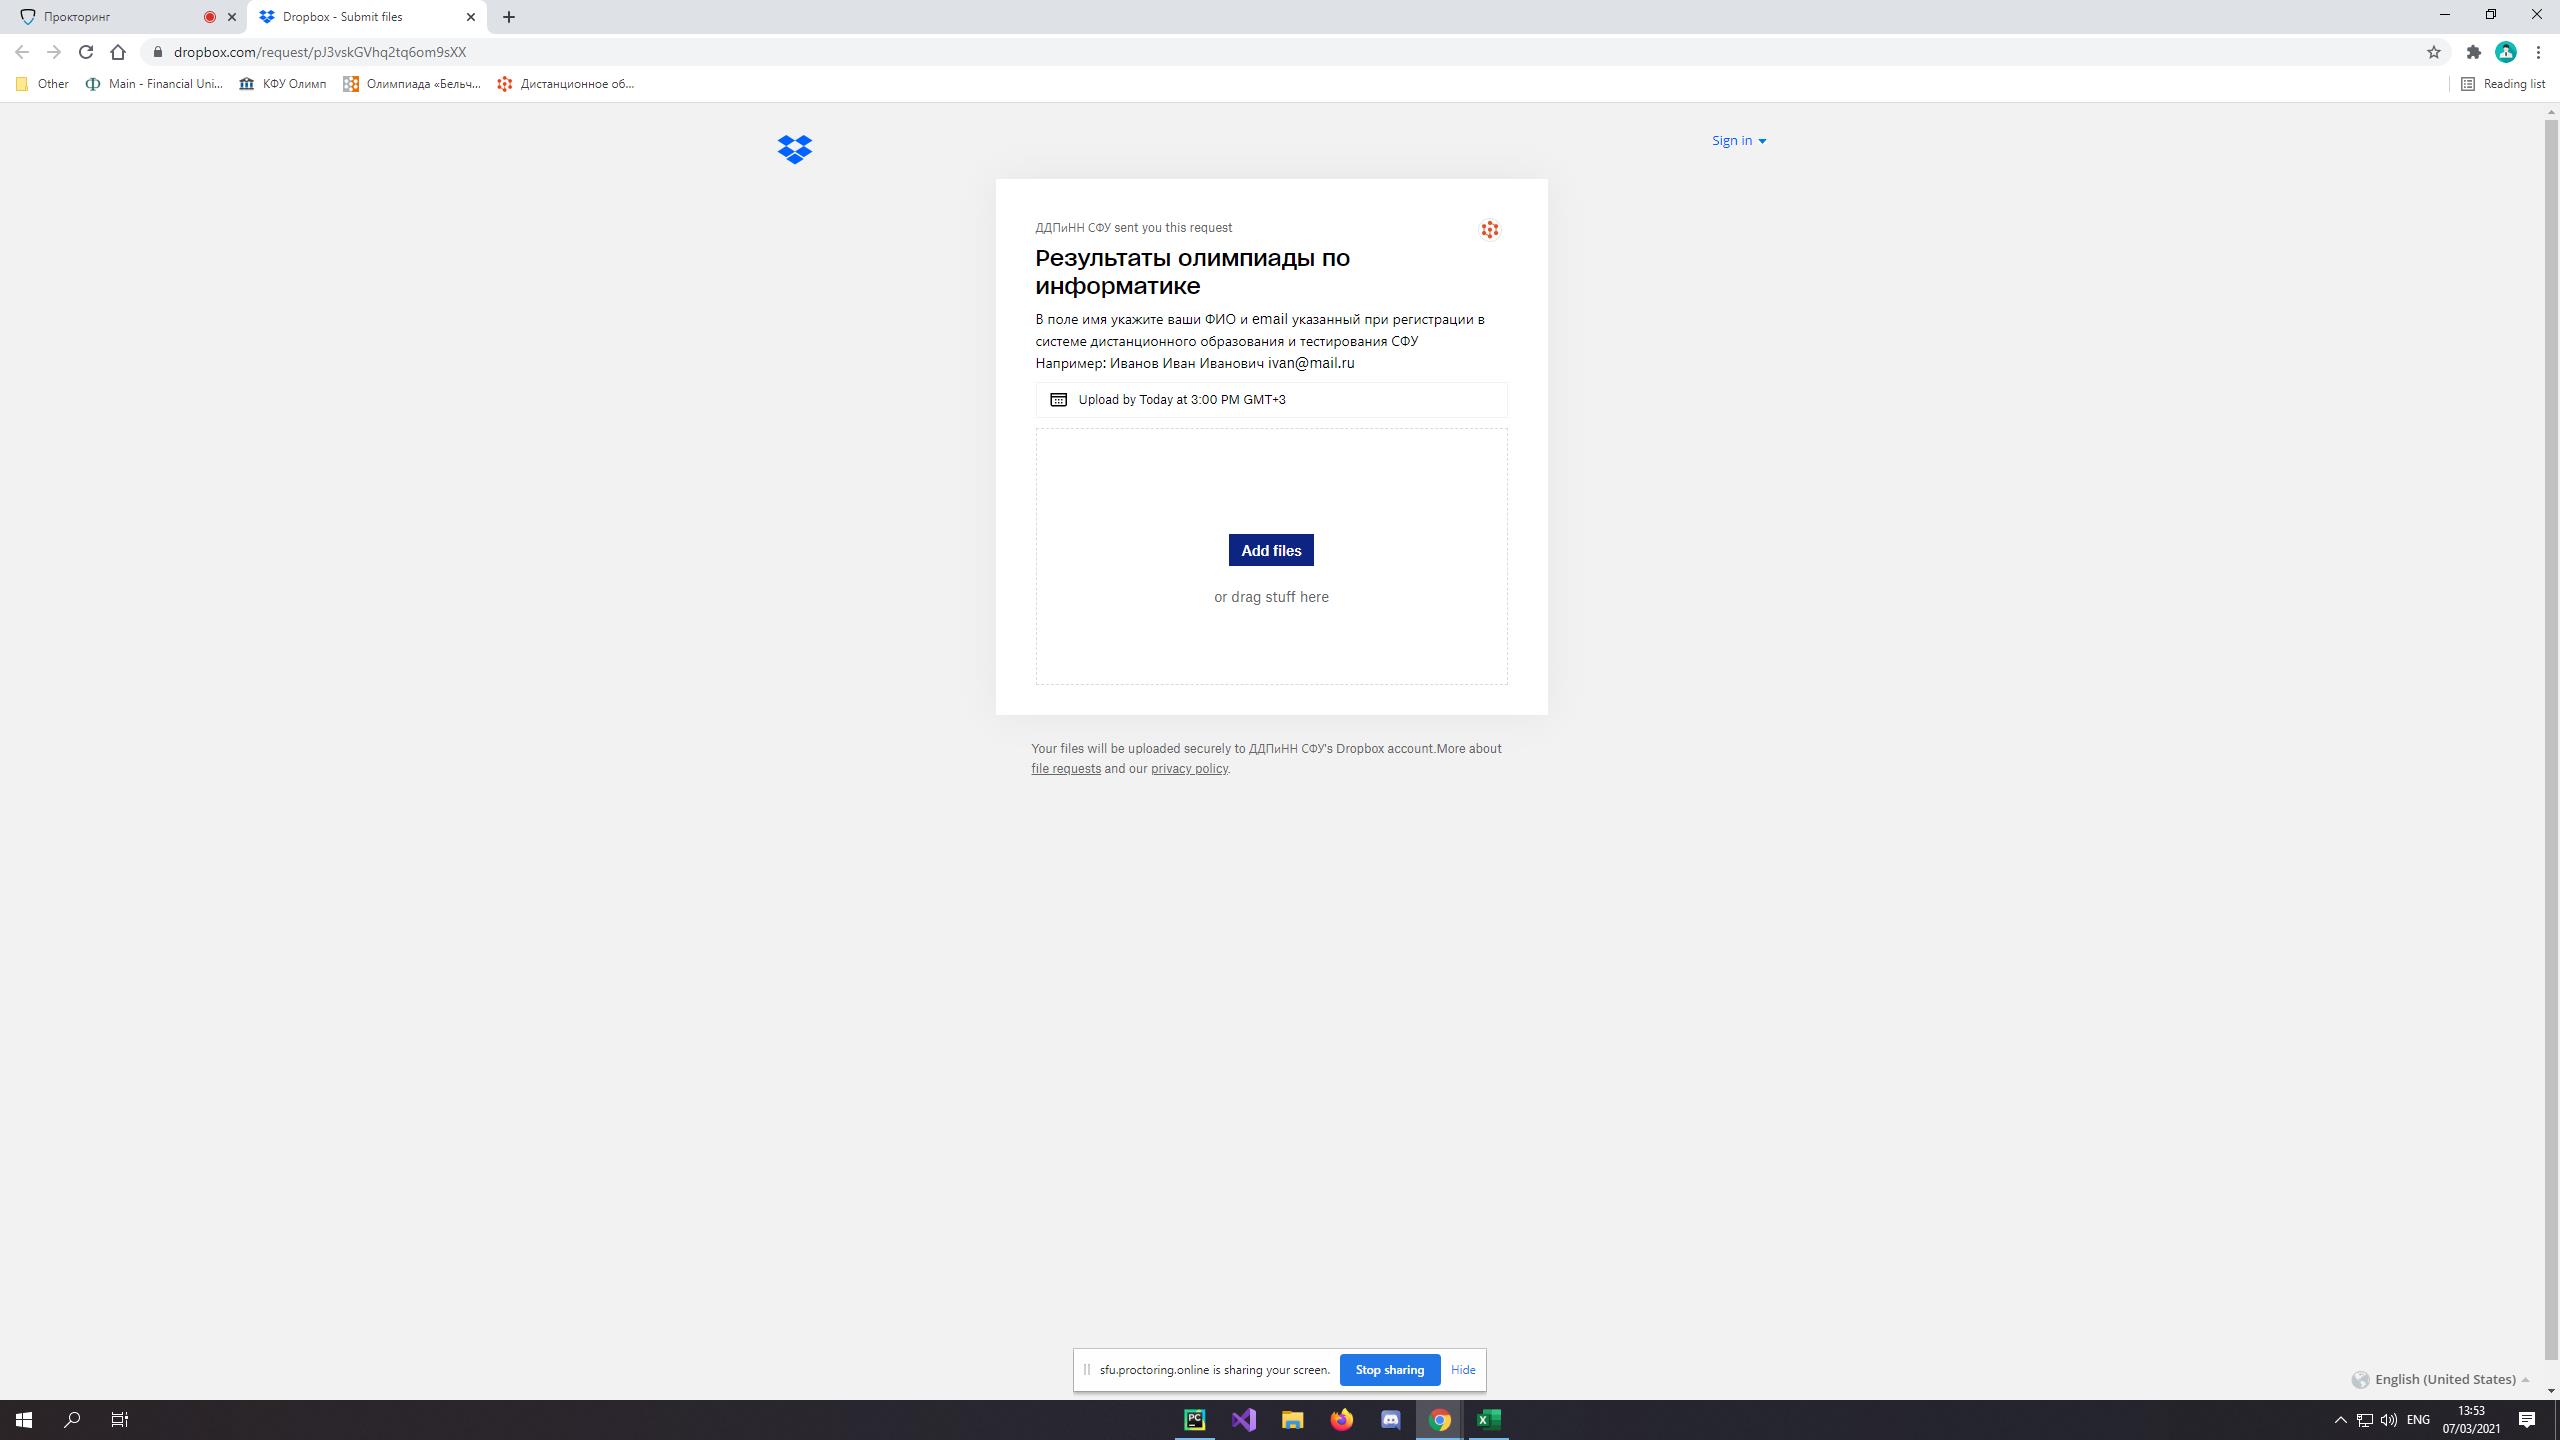 Прокторинг
Dropbox - Submit files
dropbox.com/request/pJ3vskGVhq2tq6om9sXX
Other
Main - Financial Uni...
КФУ Олимп
Олимпиада «Бельч...
Дистанционное об...
Reading list
Sign in
ДДПиНН СФУ sent you this request
Результаты олимпиады по
информатике
В поле имя укажите ваши ФИО и email указанный при регистрации в
системе дистанционного образования и тестирования СФУ
Например: Иванов Иван Иванович ivan@mail.ru
Upload by Today at 3:00 PM GMT+3
Add files
or drag stuff here
Your files will be uploaded securely to ДДПиНН СФУ's Dropbox account.More about
file requests and our privacy policy.
sfu.proctoring.online is sharing your screen.
Stop sharing
Hide
English (United States)
PC
X
ENG
13:53
07/03/2021